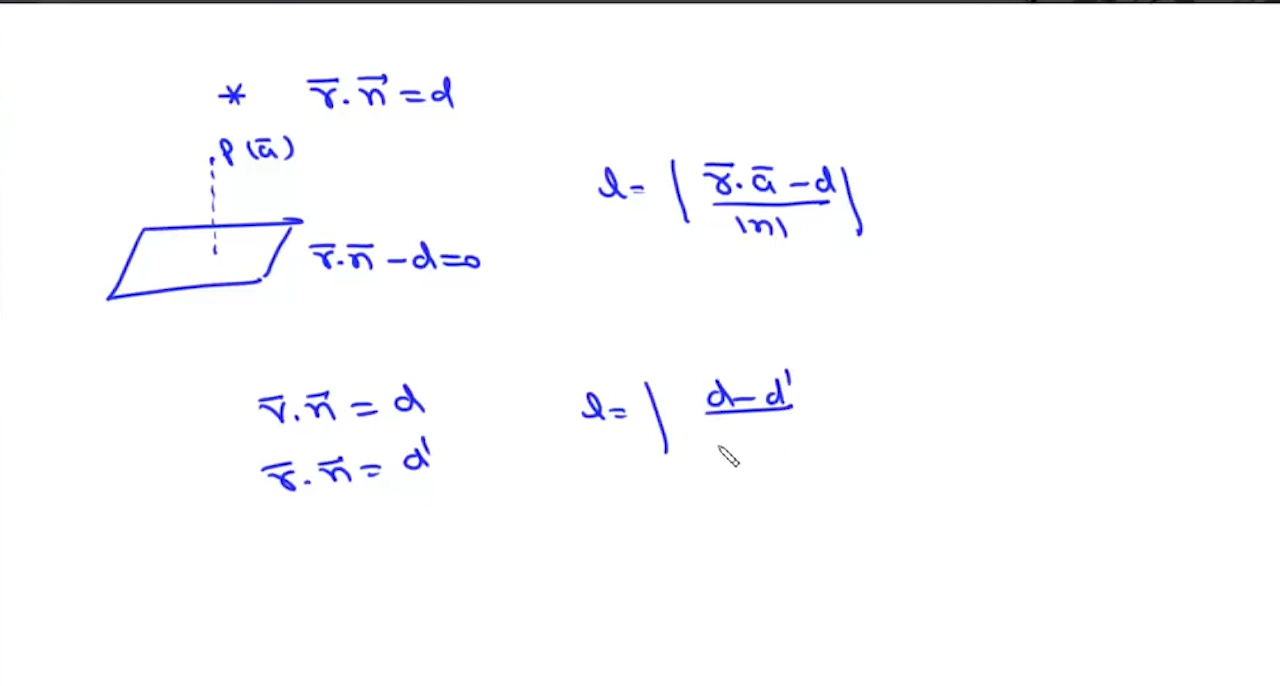 * r̅.n⃗ = d
.P(a̅)
l = | (r̅.a̅ - d)/|n| |
r̅.n̅ - d = 0
r̅.n⃗ = d
l = | d - d'
r̅.n⃗ = d'